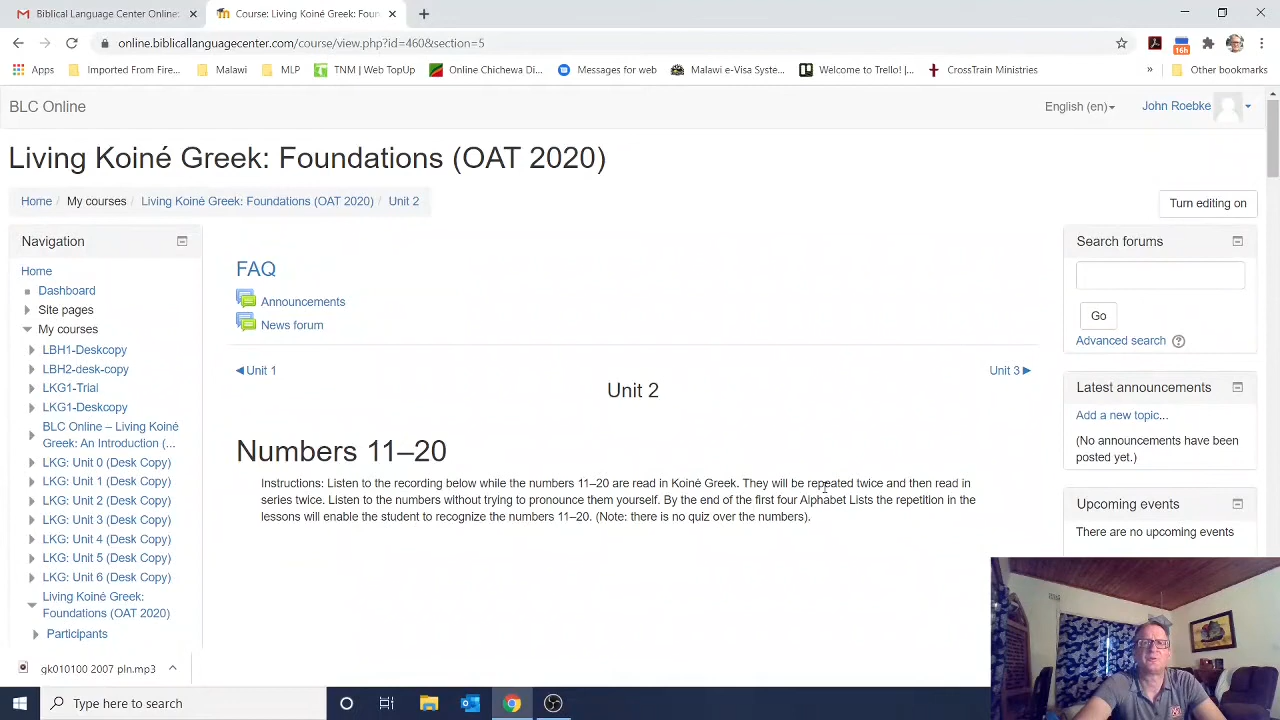 Biblical Language Center Online:
Course: Living Koiné Greek: Foun
online.biblicallanguagecenter.com/course/view.php?id=460&section=5
16h
Apps
Imported From Fire...
Malawi
MLP
TNM | Web TopUp
Online Chichewa Di...
Messages for web
Malawi e-Visa Syste...
Welcome to Trello! |...
CrossTrain Ministries
»
Other bookmarks
BLC Online
English (en)
John Roebke
Living Koiné Greek: Foundations (OAT 2020)
Home / My courses / Living Koiné Greek: Foundations (OAT 2020) / Unit 2
Turn editing on
Navigation
Home
Dashboard
Site pages
My courses
LBH1-Deskcopy
LBH2-desk-copy
LKG1-Trial
LKG1-Deskcopy
BLC Online – Living Koiné
Greek: An Introduction (...
LKG: Unit 0 (Desk Copy)
LKG: Unit 1 (Desk Copy)
LKG: Unit 2 (Desk Copy)
LKG: Unit 3 (Desk Copy)
LKG: Unit 4 (Desk Copy)
LKG: Unit 5 (Desk Copy)
LKG: Unit 6 (Desk Copy)
Living Koiné Greek:
Foundations (OAT 2020)
Participants
FAQ
Announcements
News forum
◀ Unit 1
Unit 3 ▶
Unit 2
Numbers 11–20
Instructions: Listen to the recording below while the numbers 11–20 are read in Koiné Greek. They will be repeated twice and then read in
series twice. Listen to the numbers without trying to pronounce them yourself. By the end of the first four Alphabet Lists the repetition in the
lessons will enable the student to recognize the numbers 11–20. (Note: there is no quiz over the numbers).
Search forums
Go
Advanced search
Latest announcements
Add a new topic...
(No announcements have been
posted yet.)
Upcoming events
There are no upcoming events
gk010100 2007 pln.mp3
Type here to search